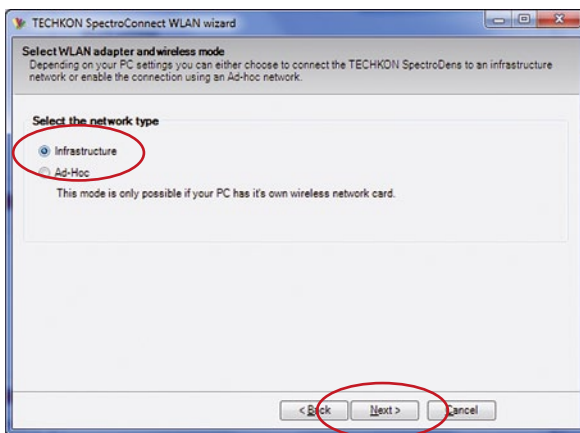 TECHKON SpectroConnect WLAN wizard
Select WLAN adapter and wireless mode
Depending on your PC settings you can either choose to connect the TECHKON SpectroDens to an infrastructure
network or enable the connection using an Ad-hoc network.
Select the network type
Infrastructure
Ad-Hoc
This mode is only possible if your PC has it's own wireless network card.
< Back Next > Cancel